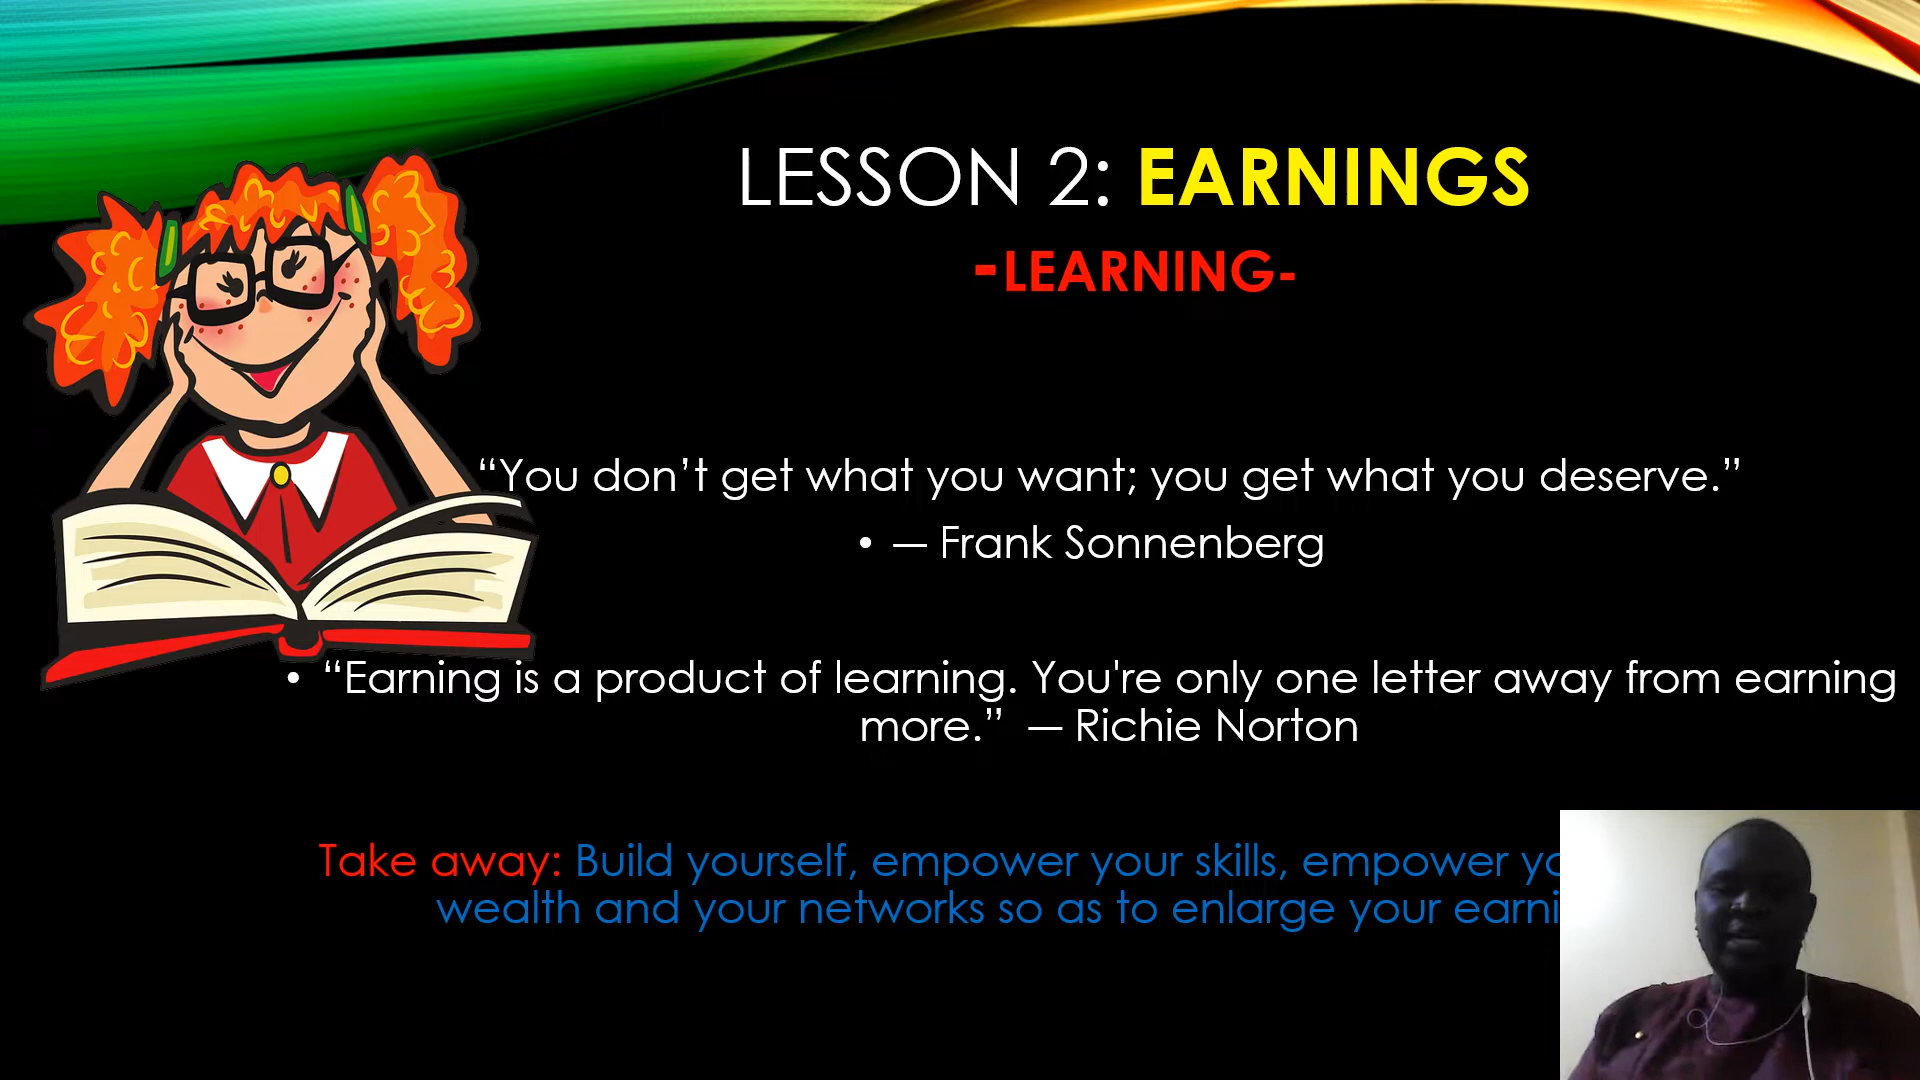 LESSON 2: EARNINGS
-LEARNING-
“You don’t get what you want; you get what you deserve.”
• — Frank Sonnenberg
• “Earning is a product of learning. You're only one letter away from earning
more.” — Richie Norton
Take away: Build yourself, empower your skills, empower
wealth and your networks so as to enlarge your